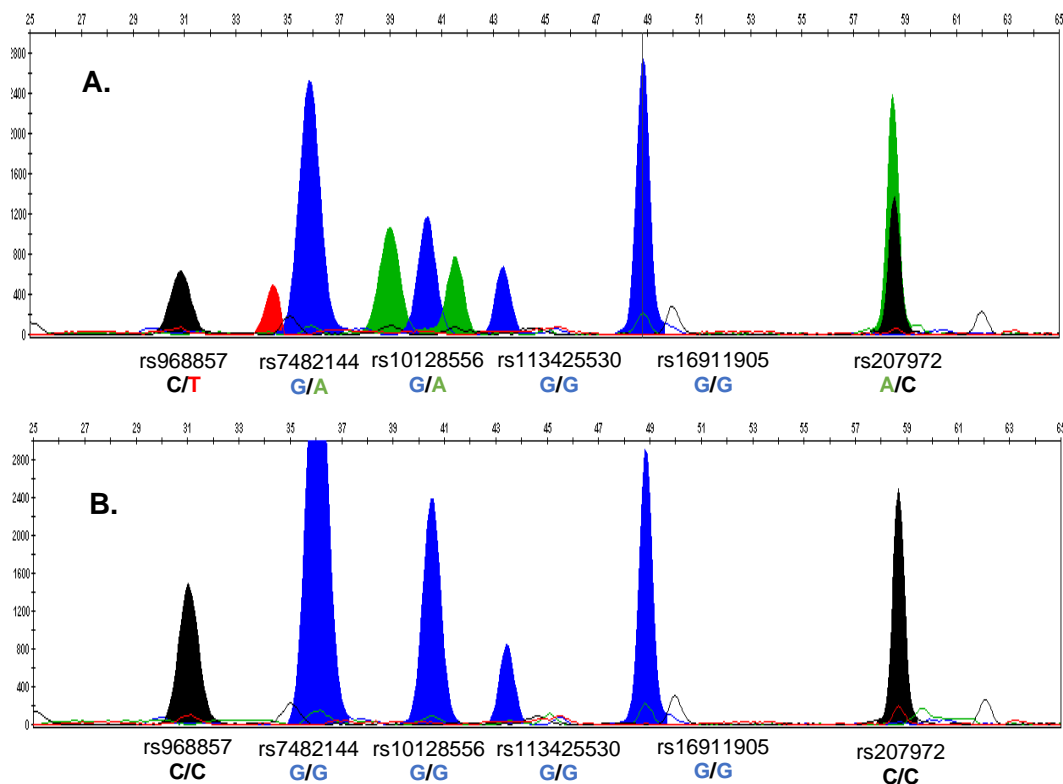 25 27 29 31 33 35 37 39 41 43 45 47 49 51 53 55 57 59 61 63 65
A.
2800
2400
2000
1600
1200
800
400
0
rs968857 rs7482144 rs10128556 rs113425530 rs16911905 rs207972
C/T G/A G/A G/G G/G A/C
25 27 29 31 33 35 37 39 41 43 45 47 49 51 53 55 57 59 61 63 65
B.
2800
2400
2000
1600
1200
800
400
0
rs968857 rs7482144 rs10128556 rs113425530 rs16911905 rs207972
C/C G/G G/G G/G G/G C/C